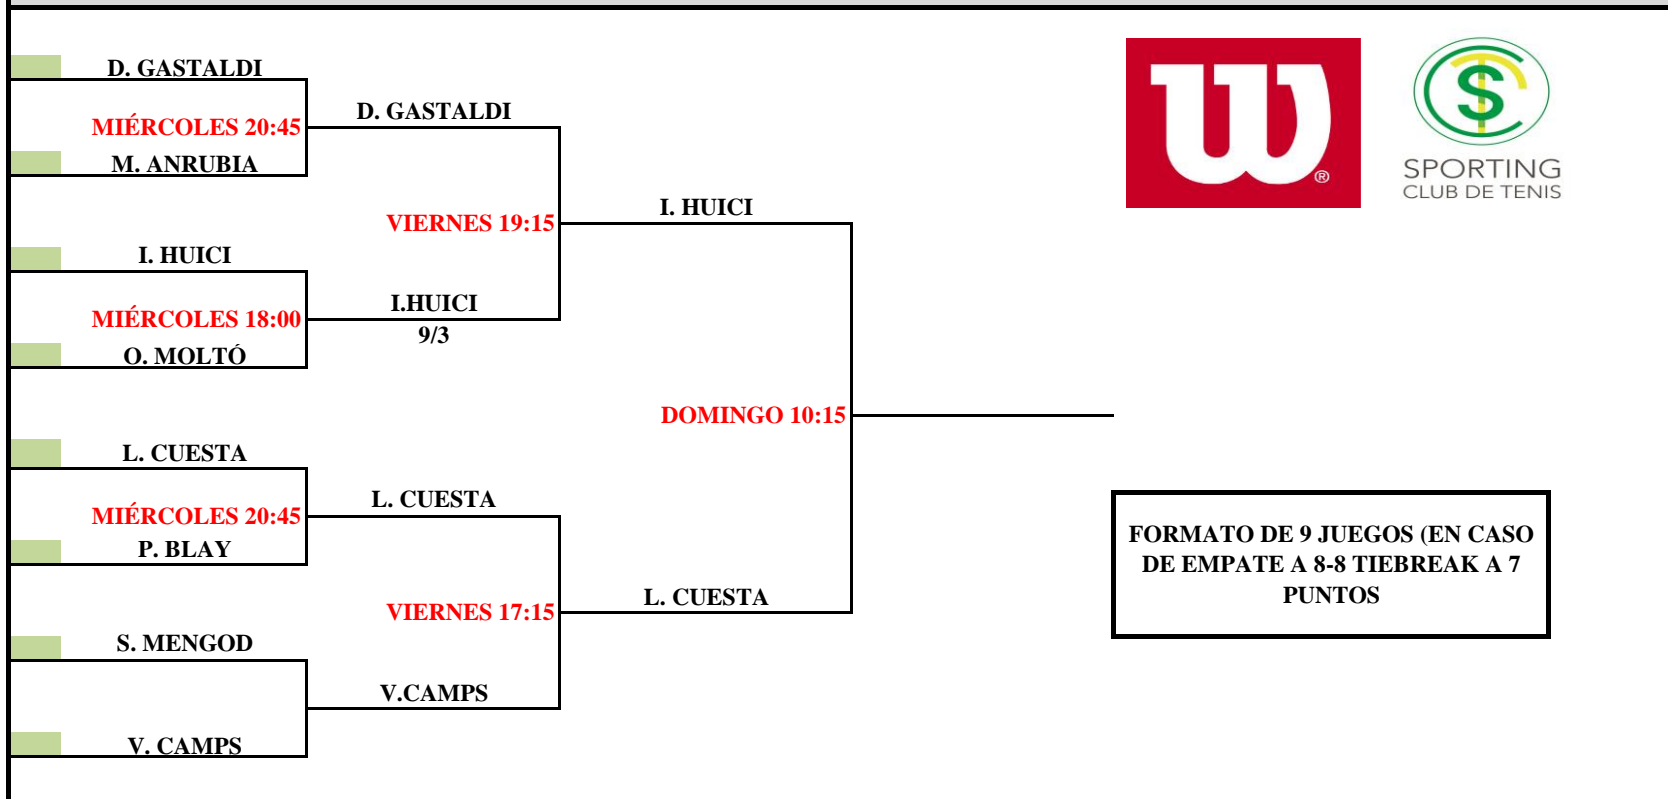 D. GASTALDI
MIÉRCOLES 20:45
M. ANRUBIA
D. GASTALDI
I. HUICI
MIÉRCOLES 18:00
O. MOLTÓ
I.HUICI
9/3
VIERNES 19:15
I. HUICI
L. CUESTA
MIÉRCOLES 20:45
P. BLAY
L. CUESTA
S. MENGOD
V. CAMPS
V.CAMPS
VIERNES 17:15
L. CUESTA
DOMINGO 10:15
W
®
SPORTING
CLUB DE TENIS
FORMATO DE 9 JUEGOS (EN CASO
DE EMPATE A 8-8 TIEBREAK A 7
PUNTOS